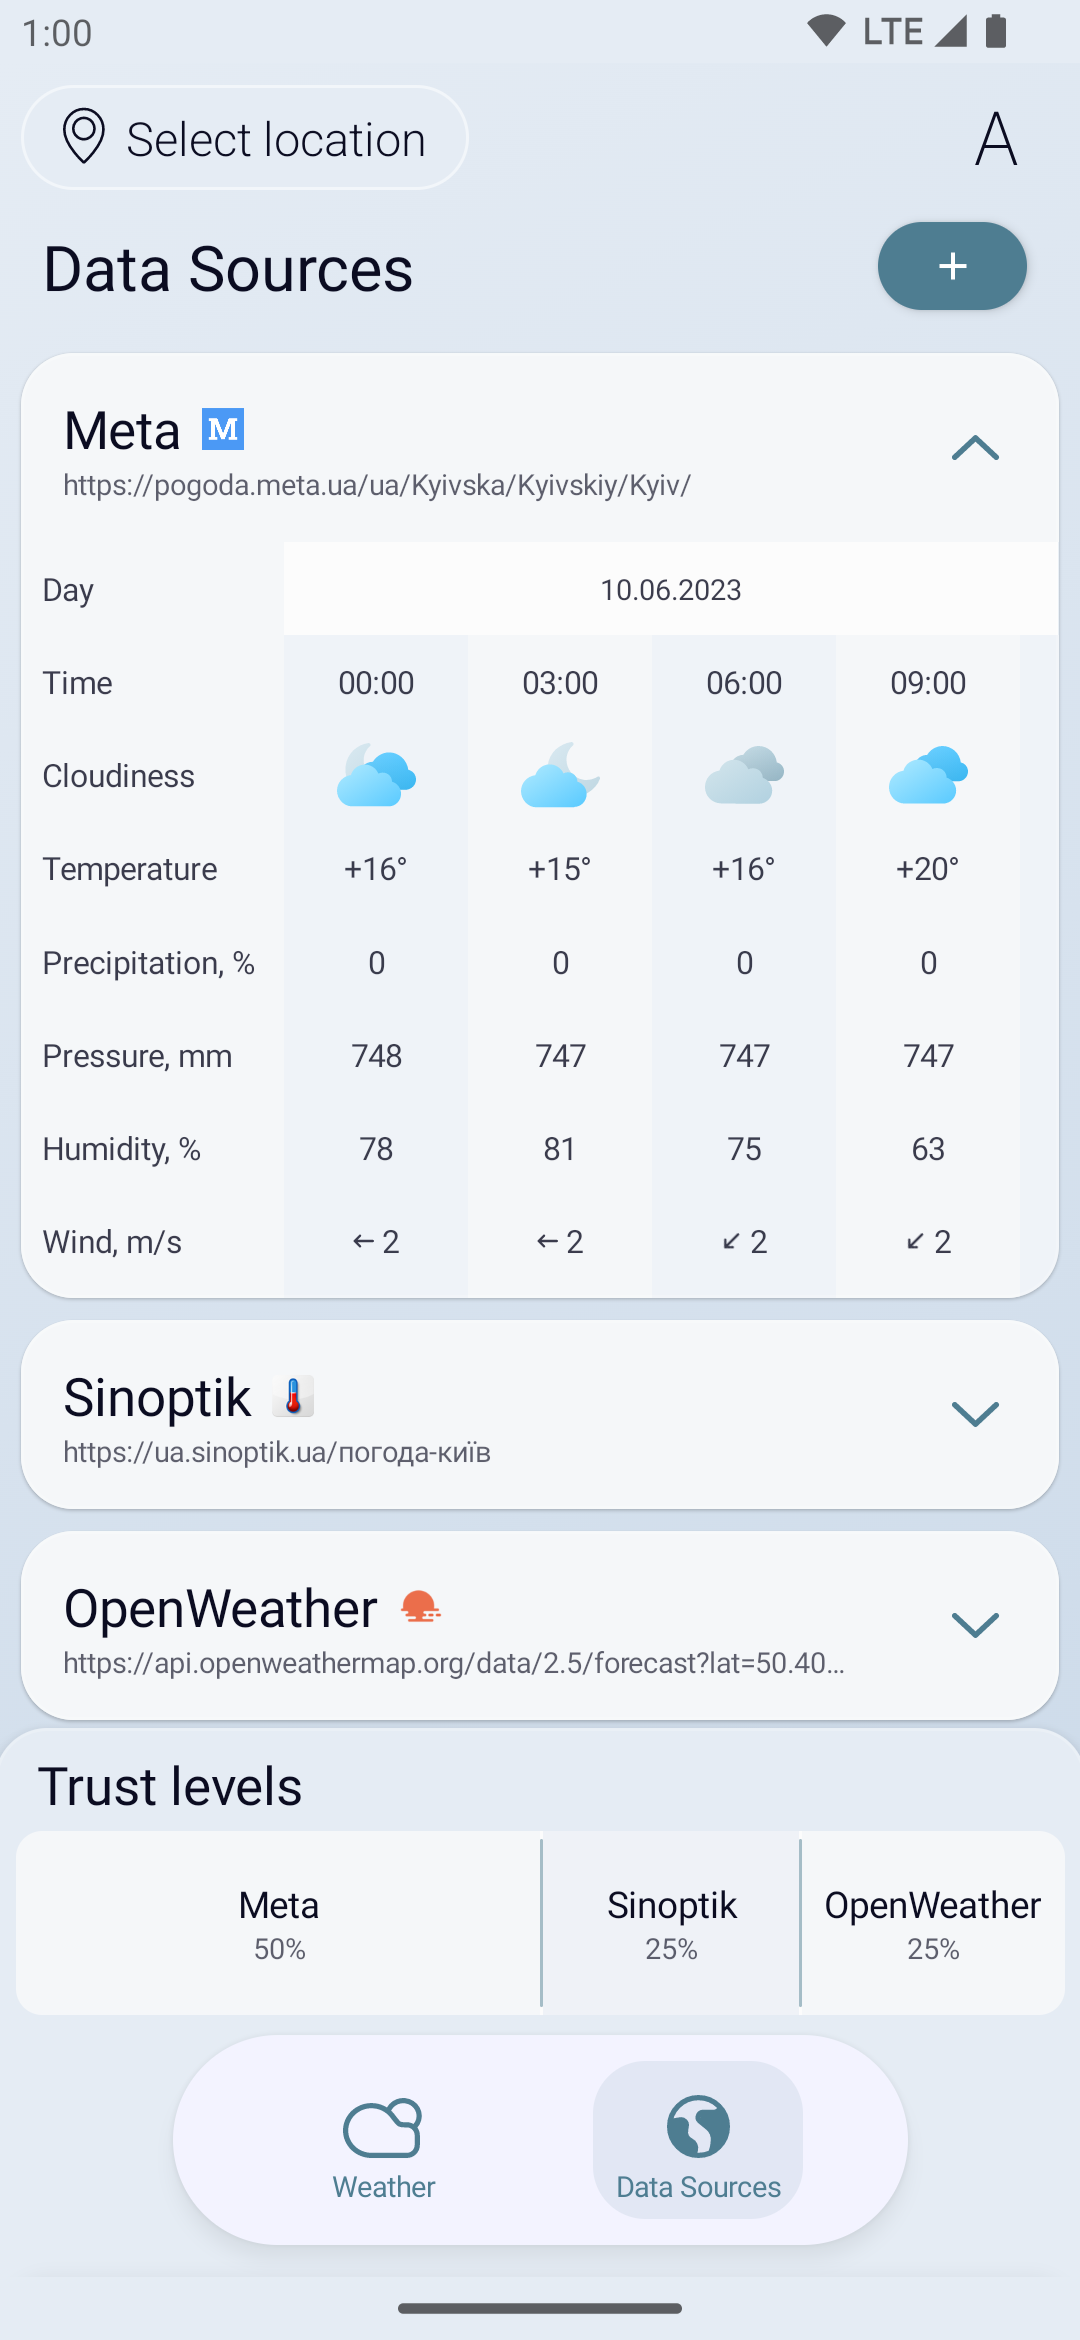 1:00 LTE
Select location A
Data Sources +
Meta M
https://pogoda.meta.ua/ua/Kyivska/Kyivskiy/Kyiv/
Day 10.06.2023
Time 00:00 03:00 06:00 09:00
Cloudiness
Temperature +16° +15° +16° +20°
Precipitation, % 0 0 0 0
Pressure, mm 748 747 747 747
Humidity, % 78 81 75 63
Wind, m/s ← 2 ← 2 ↙ 2 ↙ 2
Sinoptik
https://ua.sinoptik.ua/погода-київ
OpenWeather
https://api.openweathermap.org/data/2.5/forecast?lat=50.40...
Trust levels
Meta Sinoptik OpenWeather
50% 25% 25%
Weather Data Sources